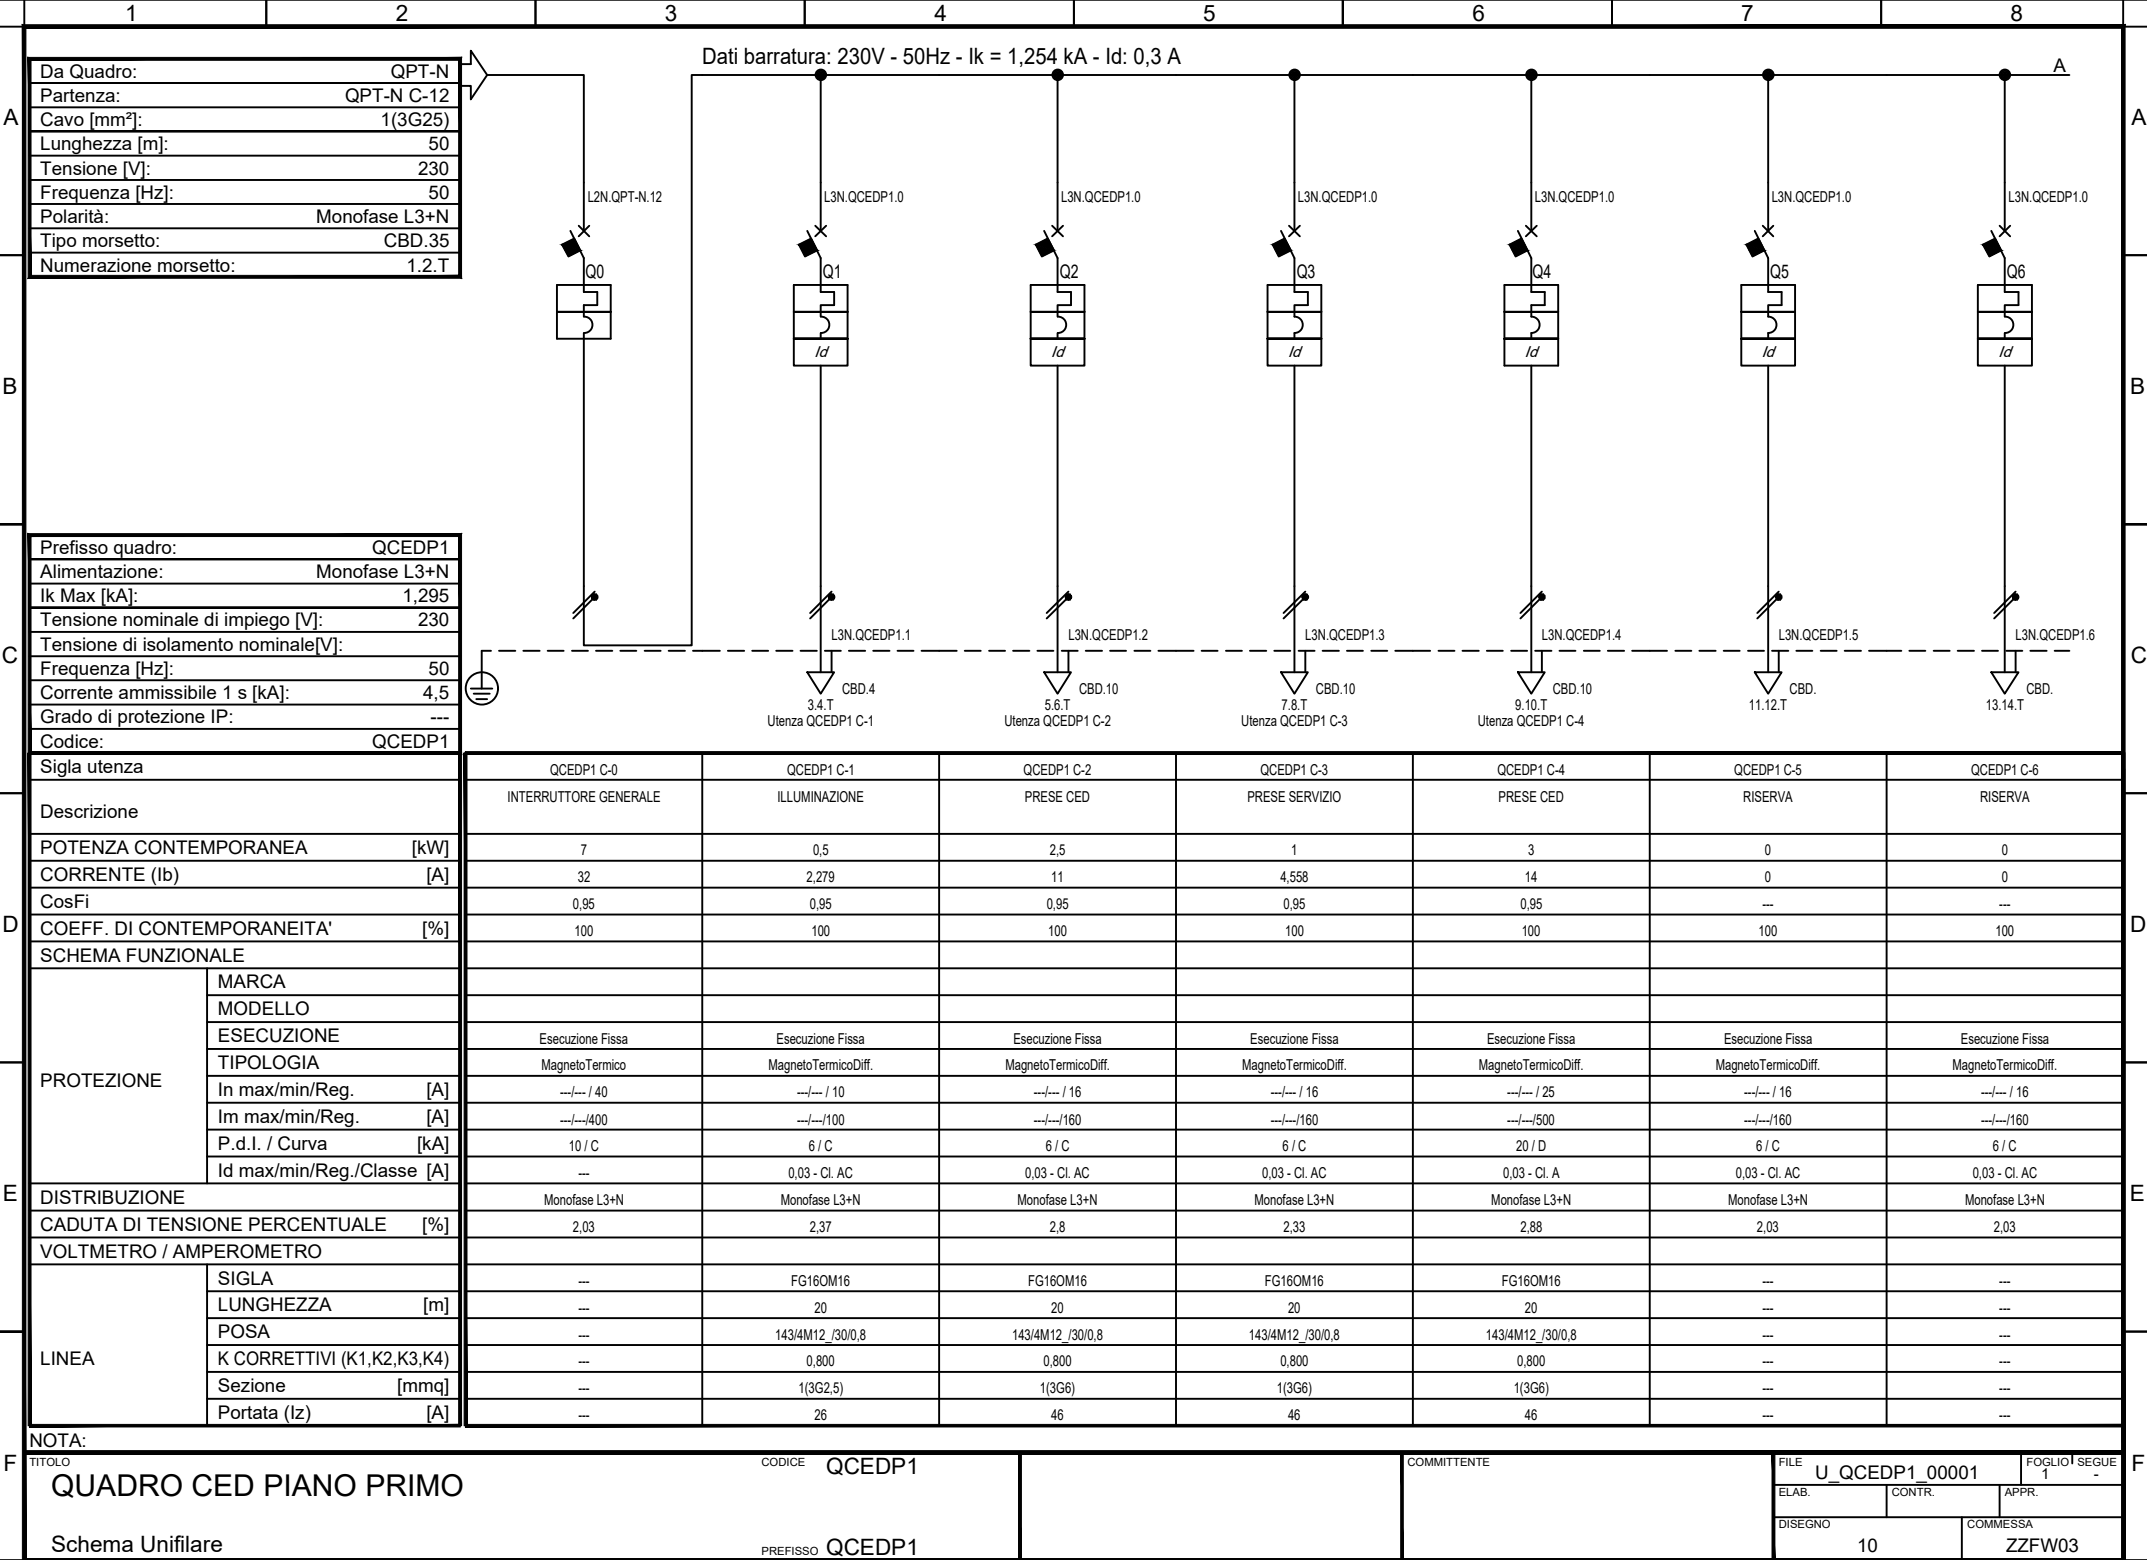 1 2 3 4 5 6 7 8
Dati barratura: 230V - 50Hz - Ik = 1,254 kA - Id: 0,3 A
A
A A
Da Quadro: QPT-N
Partenza: QPT-N C-12
Cavo [mm²]: 1(3G25)
Lunghezza [m]: 50
Tensione [V]: 230
Frequenza [Hz]: 50
Polarità: Monofase L3+N
Tipo morsetto: CBD.35
Numerazione morsetto: 1.2.T
L2N.QPT-N.12 L3N.QCEDP1.0 L3N.QCEDP1.0 L3N.QCEDP1.0 L3N.QCEDP1.0 L3N.QCEDP1.0 L3N.QCEDP1.0
Q0 Q1 Q2 Q3 Q4 Q5 Q6
Id Id Id Id Id Id
B B
Prefisso quadro: QCEDP1
Alimentazione: Monofase L3+N
Ik Max [kA]: 1,295
Tensione nominale di impiego [V]: 230
Tensione di isolamento nominale[V]:
Frequenza [Hz]: 50
Corrente ammissibile 1 s [kA]: 4,5
Grado di protezione IP: ---
Codice: QCEDP1
C C
L3N.QCEDP1.1 L3N.QCEDP1.2 L3N.QCEDP1.3 L3N.QCEDP1.4 L3N.QCEDP1.5 L3N.QCEDP1.6
CBD.4 CBD.10 CBD.10 CBD.10 CBD. CBD.
3.4.T 5.6.T 7.8.T 9.10.T 11.12.T 13.14.T
Utenza QCEDP1 C-1 Utenza QCEDP1 C-2 Utenza QCEDP1 C-3 Utenza QCEDP1 C-4
Sigla utenza QCEDP1 C-0 QCEDP1 C-1 QCEDP1 C-2 QCEDP1 C-3 QCEDP1 C-4 QCEDP1 C-5 QCEDP1 C-6
Descrizione INTERRUTTORE GENERALE ILLUMINAZIONE PRESE CED PRESE SERVIZIO PRESE CED RISERVA RISERVA
POTENZA CONTEMPORANEA [kW] 7 0,5 2,5 1 3 0 0
CORRENTE (Ib) [A] 32 2,279 11 4,558 14 0 0
CosFi 0,95 0,95 0,95 0,95 0,95 --- ---
D D
COEFF. DI CONTEMPORANEITA' [%] 100 100 100 100 100 100 100
SCHEMA FUNZIONALE
PROTEZIONE
MARCA
MODELLO
ESECUZIONE Esecuzione Fissa Esecuzione Fissa Esecuzione Fissa Esecuzione Fissa Esecuzione Fissa Esecuzione Fissa Esecuzione Fissa
TIPOLOGIA MagnetoTermico MagnetoTermicoDiff. MagnetoTermicoDiff. MagnetoTermicoDiff. MagnetoTermicoDiff. MagnetoTermicoDiff. MagnetoTermicoDiff.
In max/min/Reg. [A] ---/--- / 40 ---/--- / 10 ---/--- / 16 ---/--- / 16 ---/--- / 25 ---/--- / 16 ---/--- / 16
Im max/min/Reg. [A] ---/---/400 ---/---/100 ---/---/160 ---/---/160 ---/---/500 ---/---/160 ---/---/160
P.d.I. / Curva [kA] 10 / C 6 / C 6 / C 6 / C 20 / D 6 / C 6 / C
Id max/min/Reg./Classe [A] --- 0,03 - Cl. AC 0,03 - Cl. AC 0,03 - Cl. AC 0,03 - Cl. A 0,03 - Cl. AC 0,03 - Cl. AC
E E
DISTRIBUZIONE Monofase L3+N Monofase L3+N Monofase L3+N Monofase L3+N Monofase L3+N Monofase L3+N Monofase L3+N
CADUTA DI TENSIONE PERCENTUALE [%] 2,03 2,37 2,8 2,33 2,88 2,03 2,03
VOLTMETRO / AMPEROMETRO
LINEA
SIGLA --- FG16OM16 FG16OM16 FG16OM16 FG16OM16 --- ---
LUNGHEZZA [m] --- 20 20 20 20 --- ---
POSA --- 143/4M12_/30/0,8 143/4M12_/30/0,8 143/4M12_/30/0,8 143/4M12_/30/0,8 --- ---
K CORRETTIVI (K1,K2,K3,K4) --- 0,800 0,800 0,800 0,800 --- ---
Sezione [mmq] --- 1(3G2,5) 1(3G6) 1(3G6) 1(3G6) --- ---
Portata (Iz) [A] --- 26 46 46 46 --- ---
NOTA:
F F
TITOLO
QUADRO CED PIANO PRIMO
Schema Unifilare
CODICE QCEDP1
PREFISSO QCEDP1
COMMITTENTE
FILE U_QCEDP1_00001
FOGLIO 1 SEGUE -
ELAB. CONTR. APPR.
DISEGNO 10
COMMESSA ZZFW03